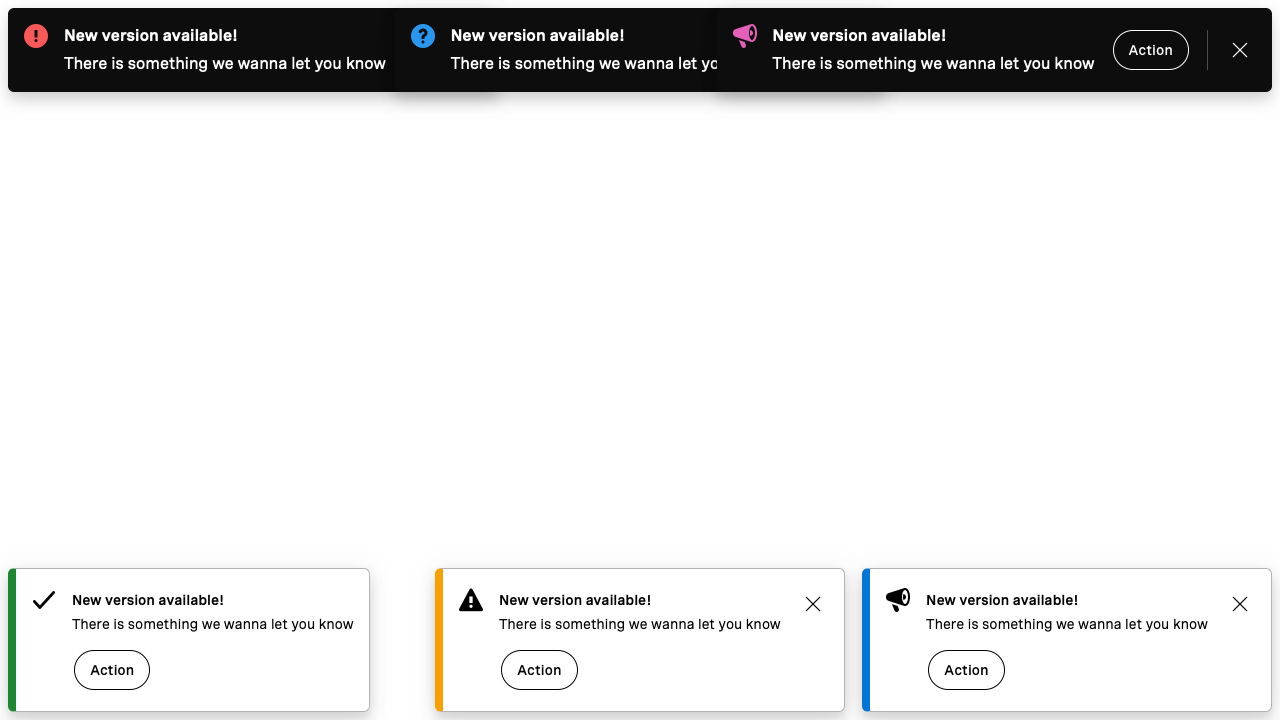 New version available!
There is something we wanna let you know
New version available!
There is something we wanna let yo
New version available!
There is something we wanna let you know
Action
New version available!
There is something we wanna let you know
Action
New version available!
There is something we wanna let you know
Action
New version available!
There is something we wanna let you know
Action